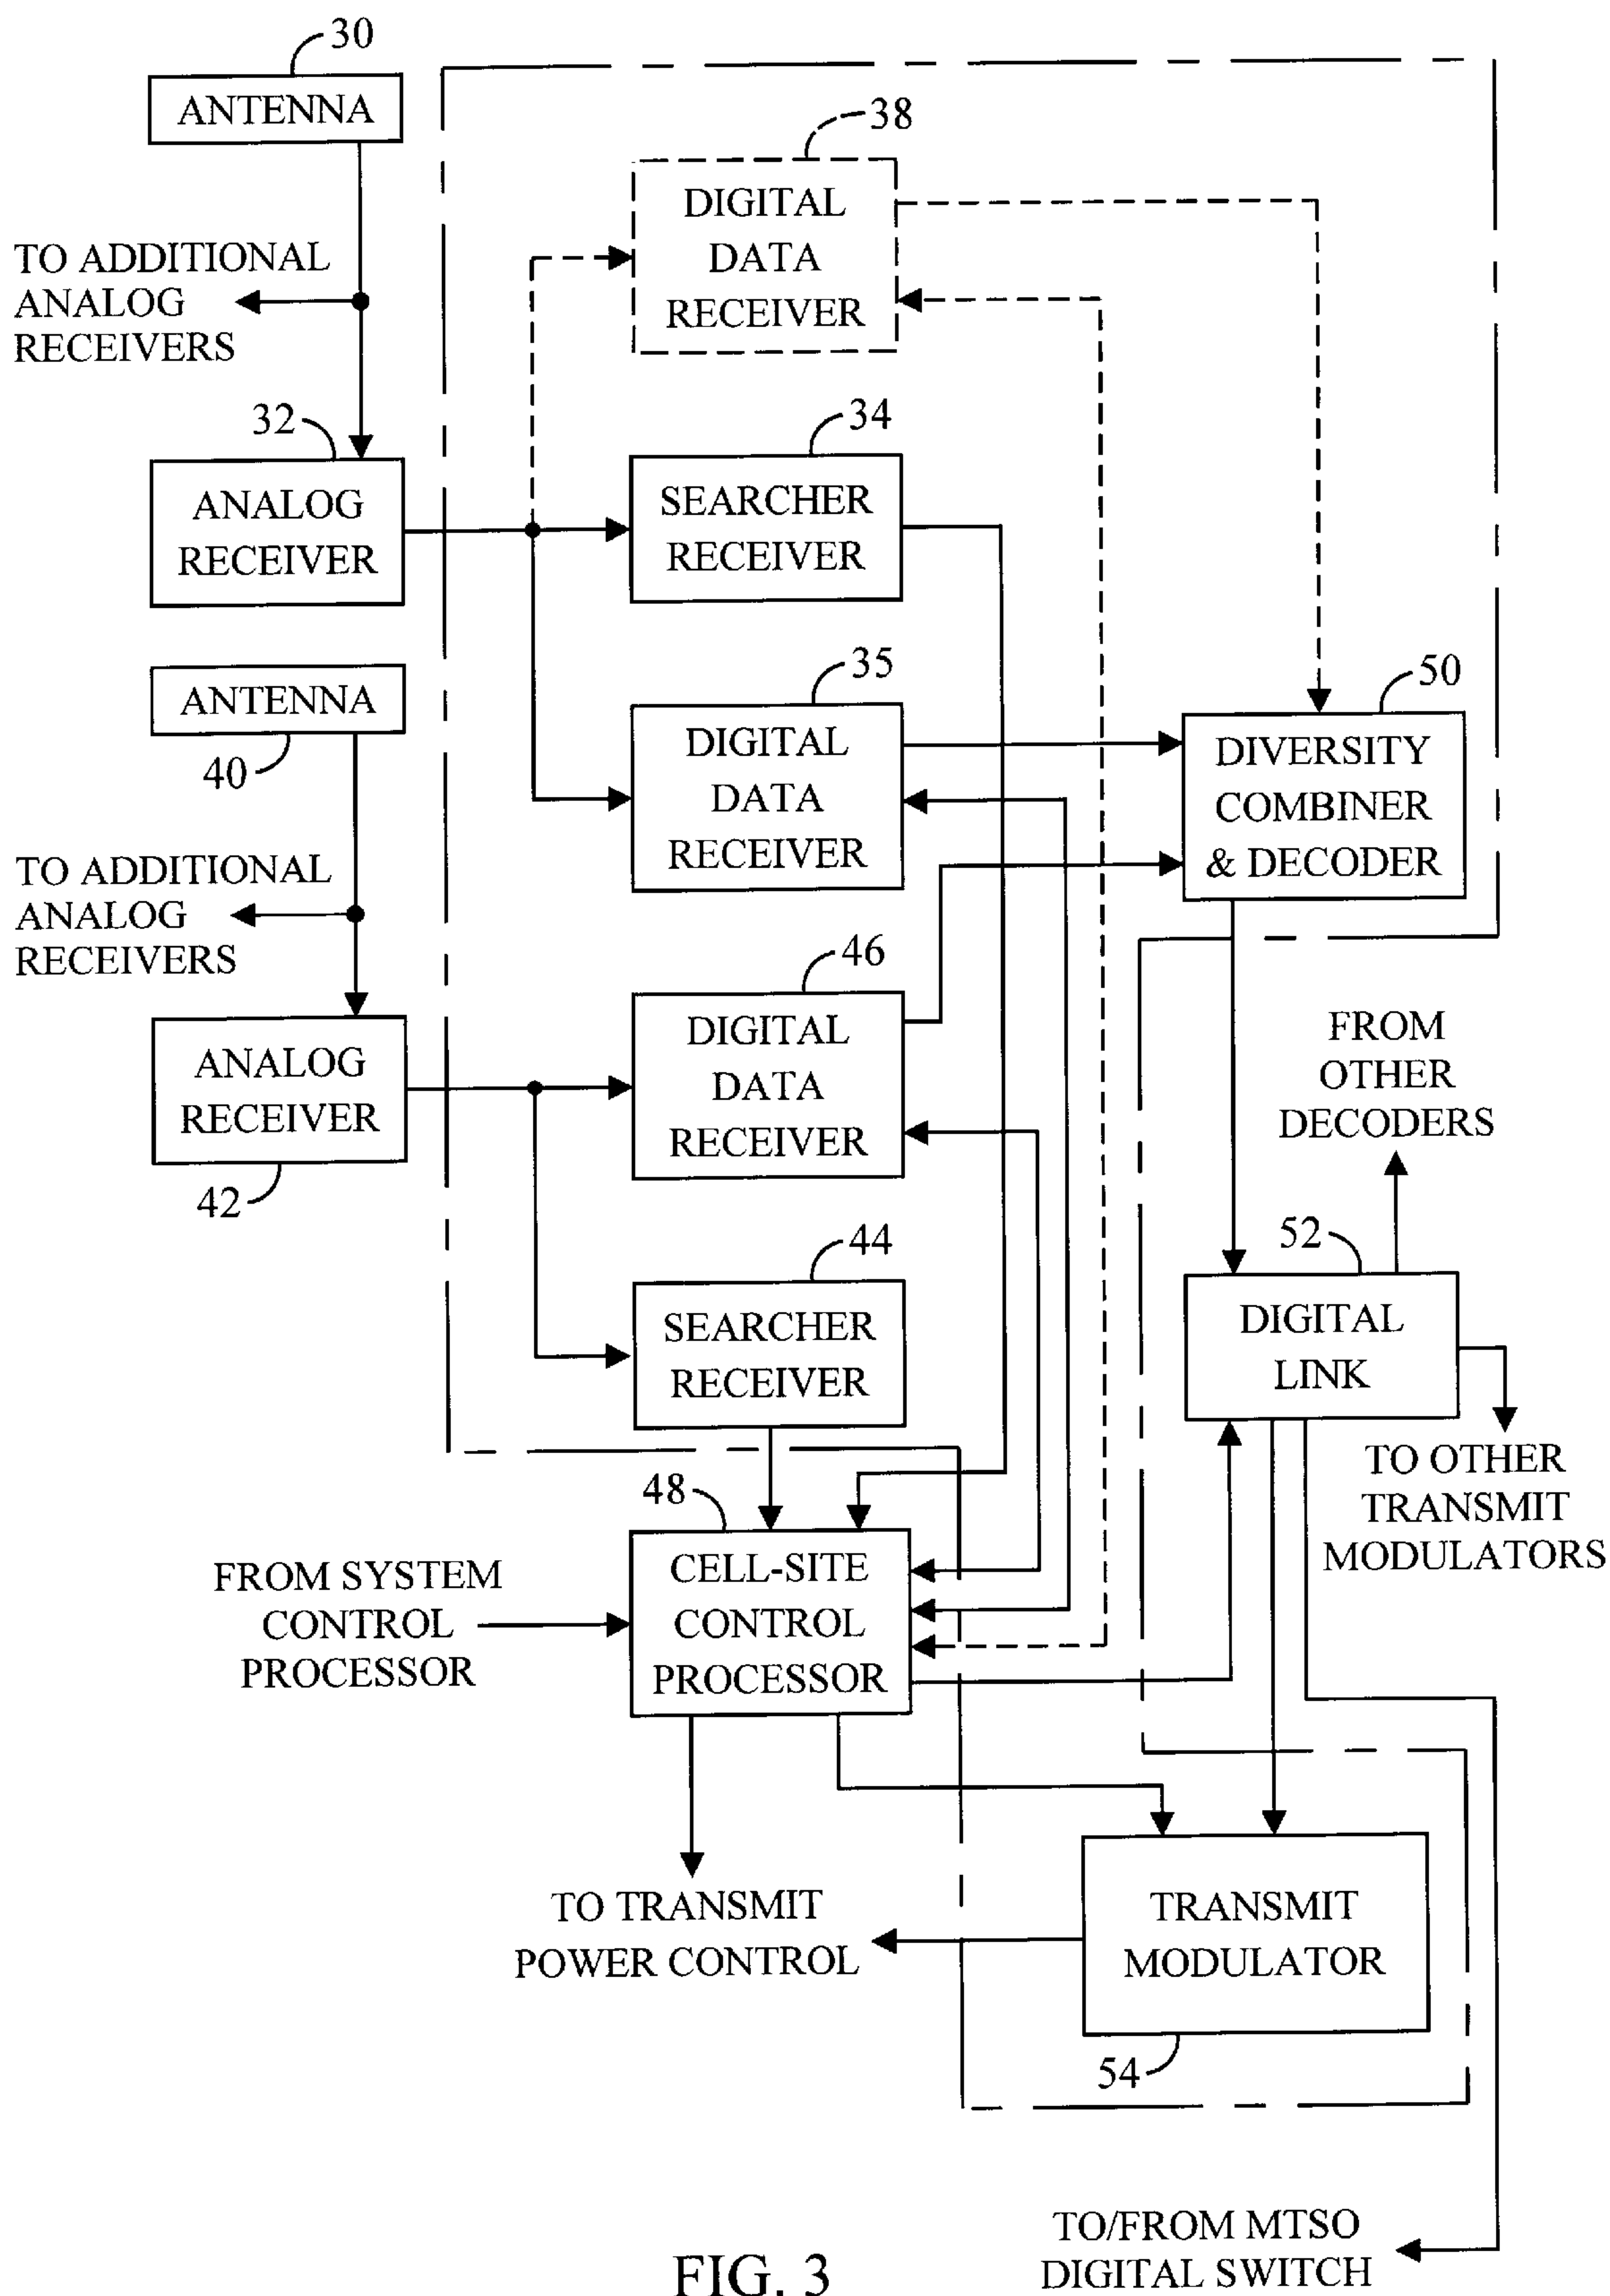 30
ANTENNA
38
DIGITAL
DATA
RECEIVER
TO ADDITIONAL
ANALOG
RECEIVERS
32
ANALOG
RECEIVER
34
SEARCHER
RECEIVER
ANTENNA
40
35
DIGITAL
DATA
RECEIVER
50
DIVERSITY
COMBINER
& DECODER
TO ADDITIONAL
ANALOG
RECEIVERS
46
DIGITAL
DATA
RECEIVER
ANALOG
RECEIVER
42
FROM
OTHER
DECODERS
44
SEARCHER
RECEIVER
52
DIGITAL
LINK
TO OTHER
TRANSMIT
MODULATORS
48
CELL-SITE
CONTROL
PROCESSOR
FROM SYSTEM
CONTROL
PROCESSOR
TO TRANSMIT
POWER CONTROL
TRANSMIT
MODULATOR
54
TO/FROM MTSO
DIGITAL SWITCH
FIG. 3